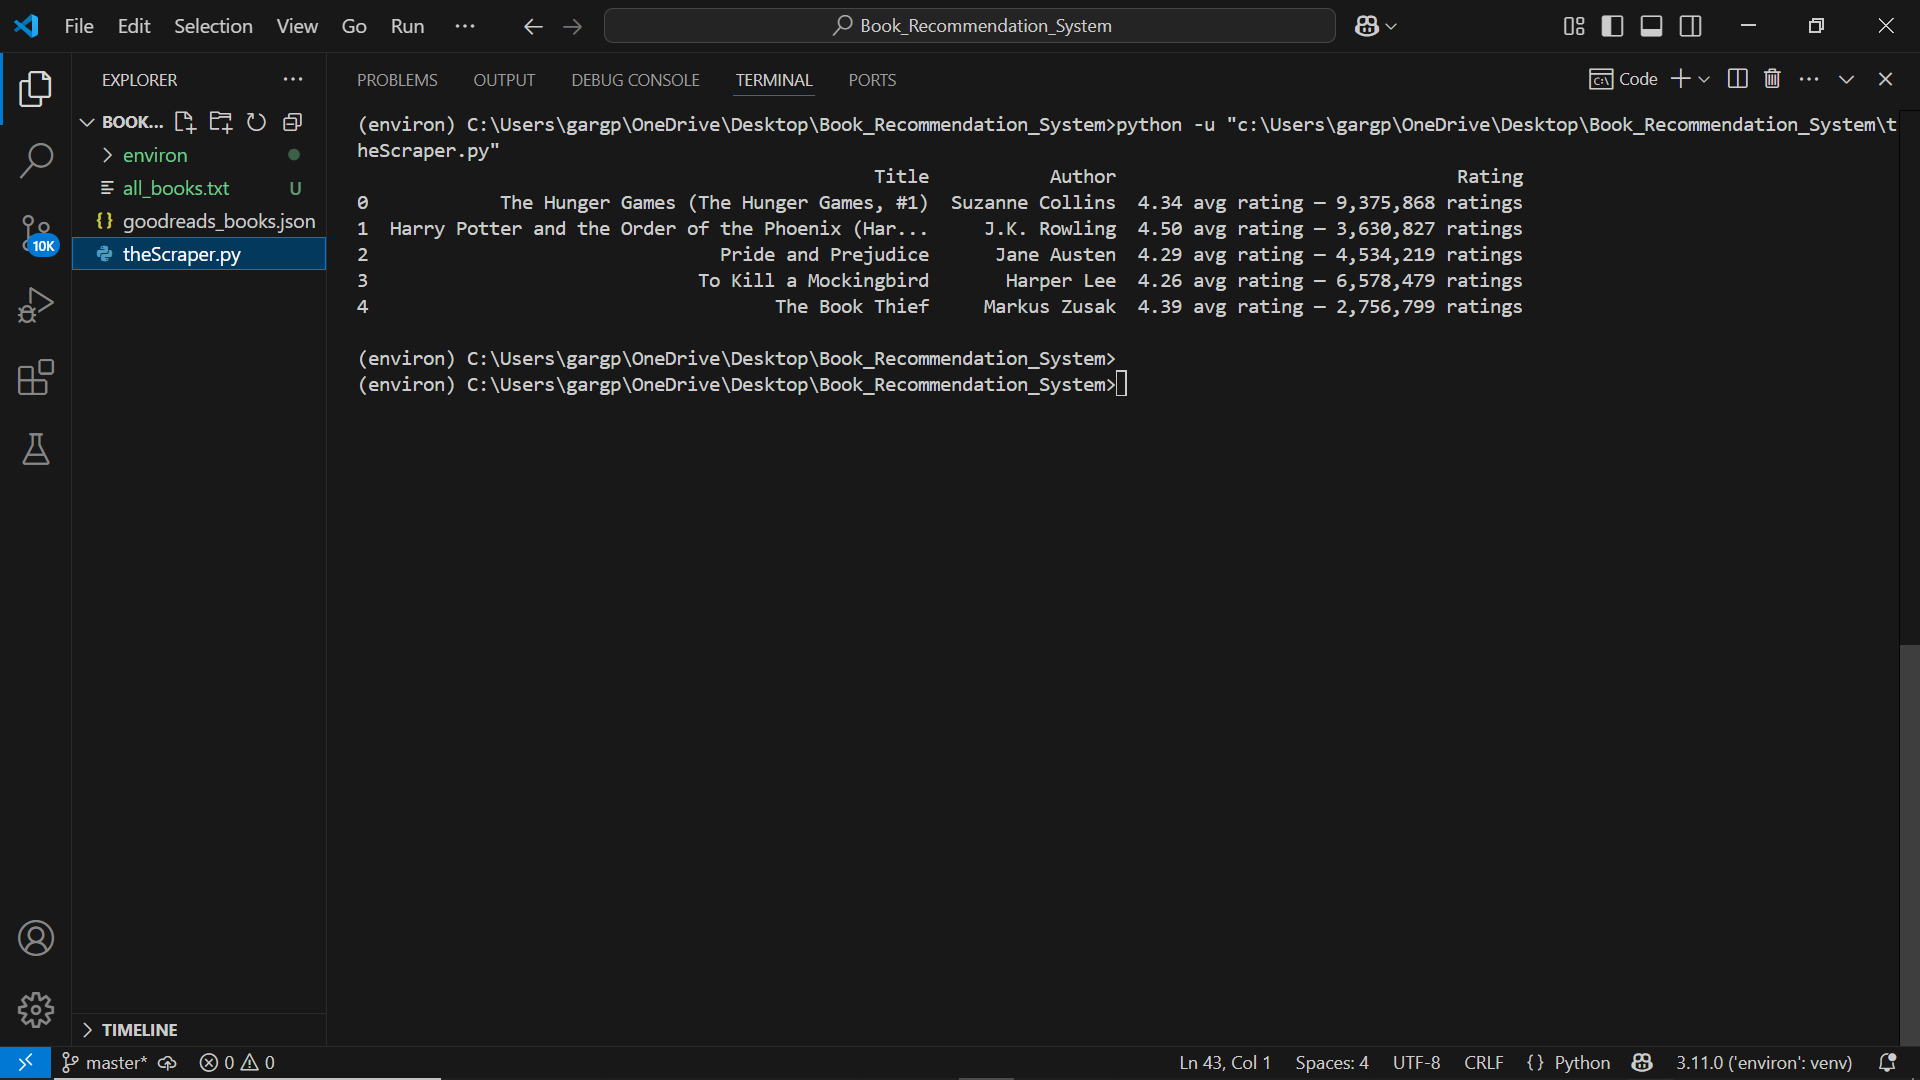 File Edit Selection View Go Run ··· Book_Recommendation_System
EXPLORER ···
BOOK...
environ
all_books.txt U
{} goodreads_books.json
theScraper.py
10K
TIMELINE
PROBLEMS OUTPUT DEBUG CONSOLE TERMINAL PORTS Code
(environ) C:\Users\gargp\OneDrive\Desktop\Book_Recommendation_System>python -u "c:\Users\gargp\OneDrive\Desktop\Book_Recommendation_System\t
heScraper.py"
Title Author Rating
0 The Hunger Games (The Hunger Games, #1) Suzanne Collins 4.34 avg rating — 9,375,868 ratings
1 Harry Potter and the Order of the Phoenix (Har... J.K. Rowling 4.50 avg rating — 3,630,827 ratings
2 Pride and Prejudice Jane Austen 4.29 avg rating — 4,534,219 ratings
3 To Kill a Mockingbird Harper Lee 4.26 avg rating — 6,578,479 ratings
4 The Book Thief Markus Zusak 4.39 avg rating — 2,756,799 ratings
(environ) C:\Users\gargp\OneDrive\Desktop\Book_Recommendation_System>
(environ) C:\Users\gargp\OneDrive\Desktop\Book_Recommendation_System>
master* 0 0 Ln 43, Col 1 Spaces: 4 UTF-8 CRLF {} Python 3.11.0 ('environ': venv)